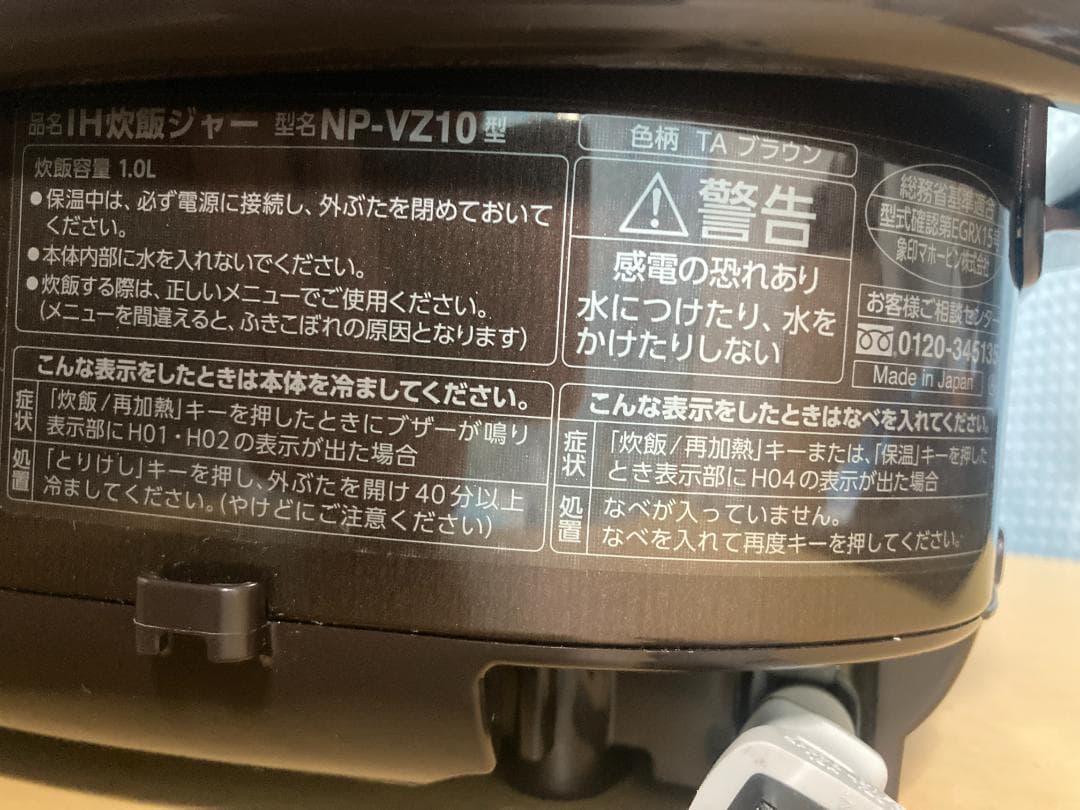 品名 IH炊飯ジャー 型名 NP-VZ10型
炊飯容量 1.0L
●保温中は、必ず電源に接続し、外ぶたを閉めておいて
ください。
●本体内部に水を入れないでください。
●炊飯する際は、正しいメニューでご使用ください。
(メニューを間違えると、ふきこぼれの原因となります)
こんな表示をしたときは本体を冷ましてください。
症状
「炊飯/再加熱」キーを押したときにブザーが鳴り
表示部にH01・H02の表示が出た場合
処置
「とりけし」キーを押し、外ぶたを開け40分以上
冷ましてください。(やけどにご注意ください)
色柄 TA ブラウン
警告
感電の恐れあり
水につけたり、水を
かけたりしない
総務省基準適合
型式確認第EGRX15号
象印マホービン株式会社
お客様ご相談センター
0120-345135
Made in Japan
こんな表示をしたときはなべを入れてください。
症状
「炊飯/再加熱」キーまたは、「保温」キーを押した
とき表示部にH04の表示が出た場合
処置
なべが入っていません。
なべを入れて再度キーを押してください。